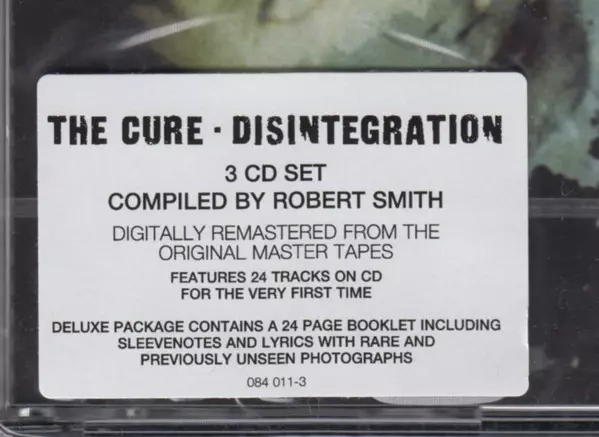 THE CURE · DISINTEGRATION
3 CD SET
COMPILED BY ROBERT SMITH
DIGITALLY REMASTERED FROM THE
ORIGINAL MASTER TAPES
FEATURES 24 TRACKS ON CD
FOR THE VERY FIRST TIME
DELUXE PACKAGE CONTAINS A 24 PAGE BOOKLET INCLUDING
SLEEVENOTES AND LYRICS WITH RARE AND
PREVIOUSLY UNSEEN PHOTOGRAPHS
084 011-3